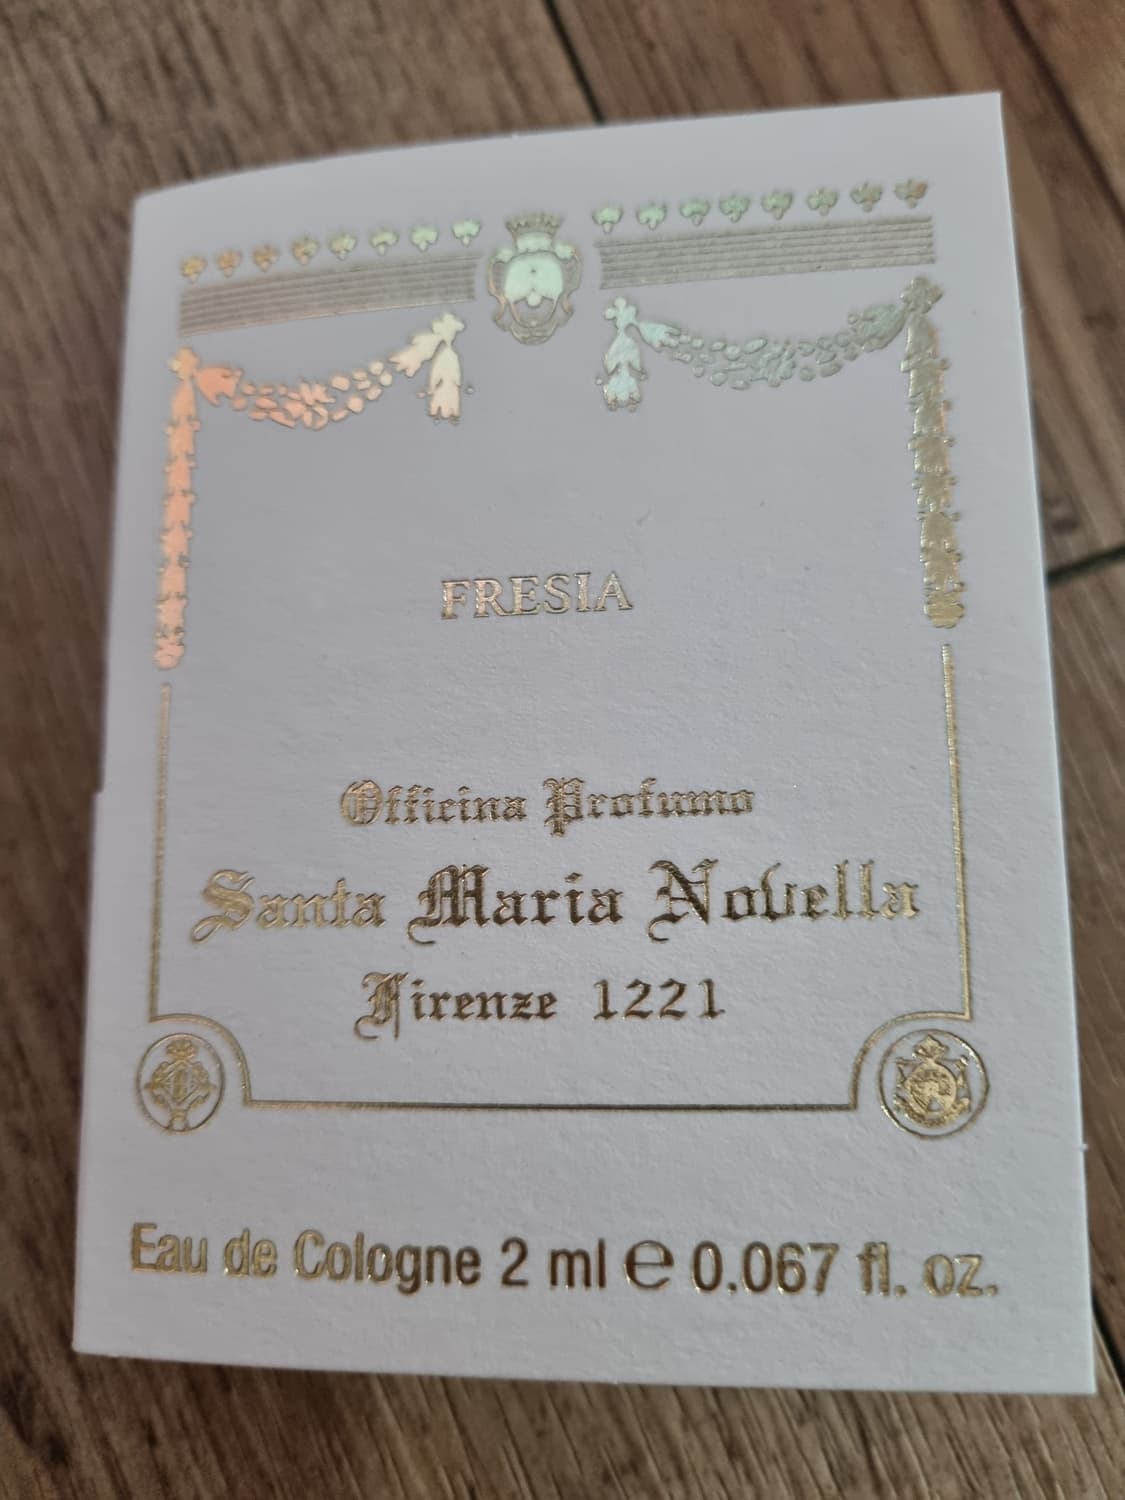 FRESIA
Officina Profumo
Santa Maria Novella
Firenze 1221
Eau de Cologne 2 ml ℮ 0.067 fl. oz.